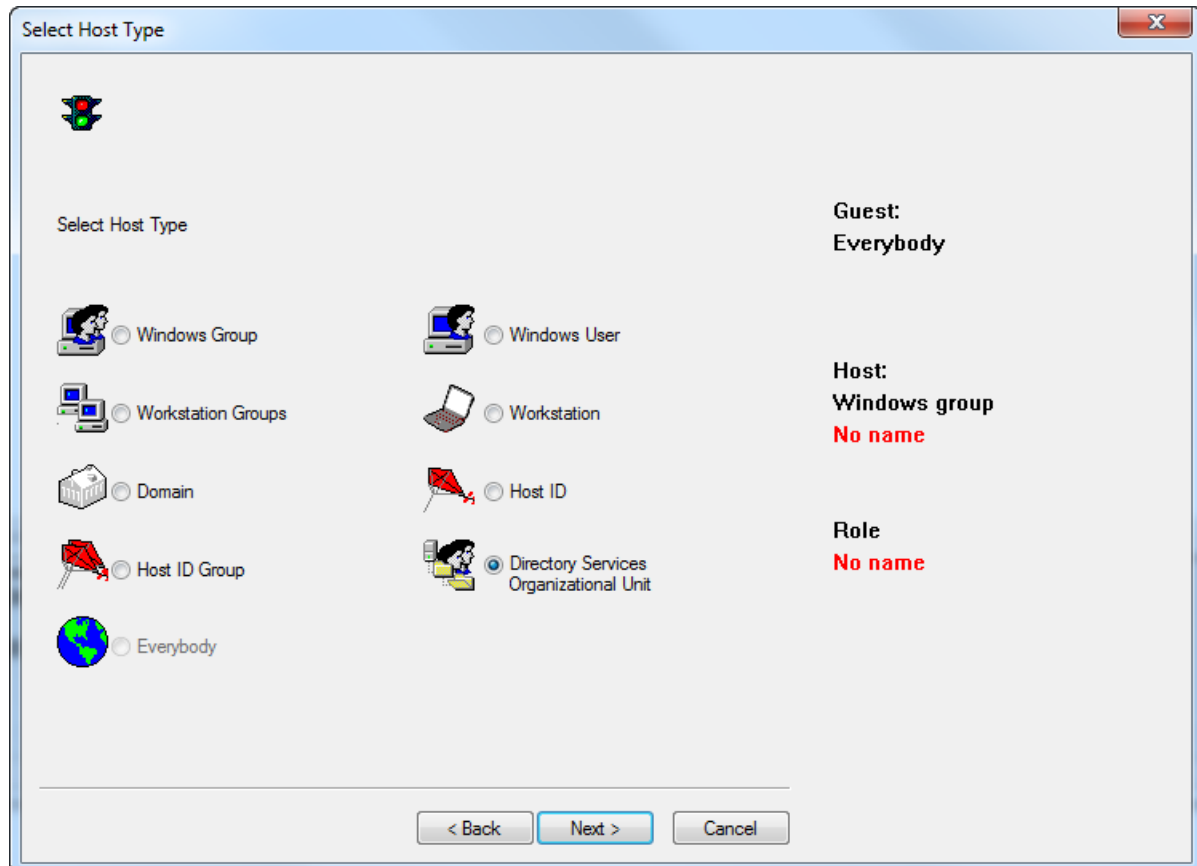 Select Host Type
Select Host Type
Windows Group
Windows User
Workstation Groups
Workstation
Domain
Host ID
Host ID Group
Directory Services
Organizational Unit
Everybody
Guest:
Everybody
Host:
Windows group
No name
Role
No name
< Back
Next >
Cancel